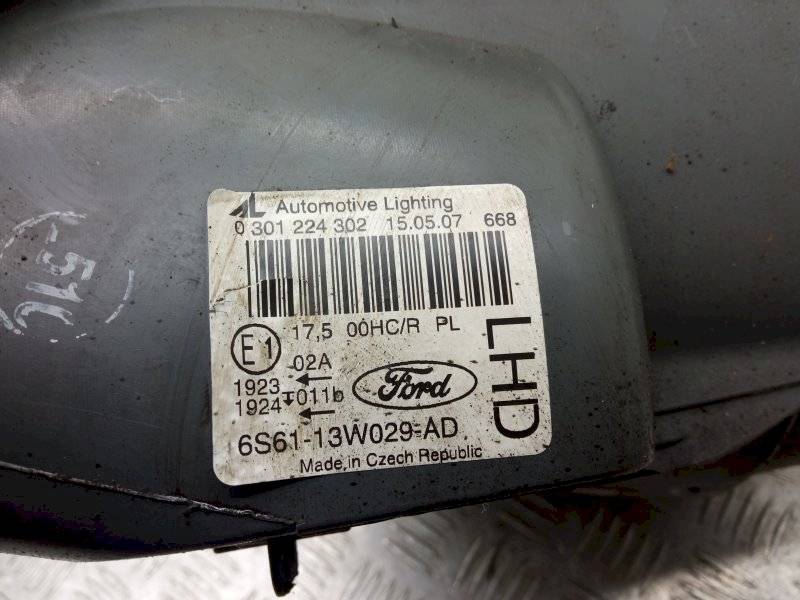 AL Automotive Lighting
0 301 224 302 15.05.07 668
17,5 00HC/R PL
E1
02A
1923
1924 011b
Ford
LHD
6S61-13W029-AD
Made in Czech Republic